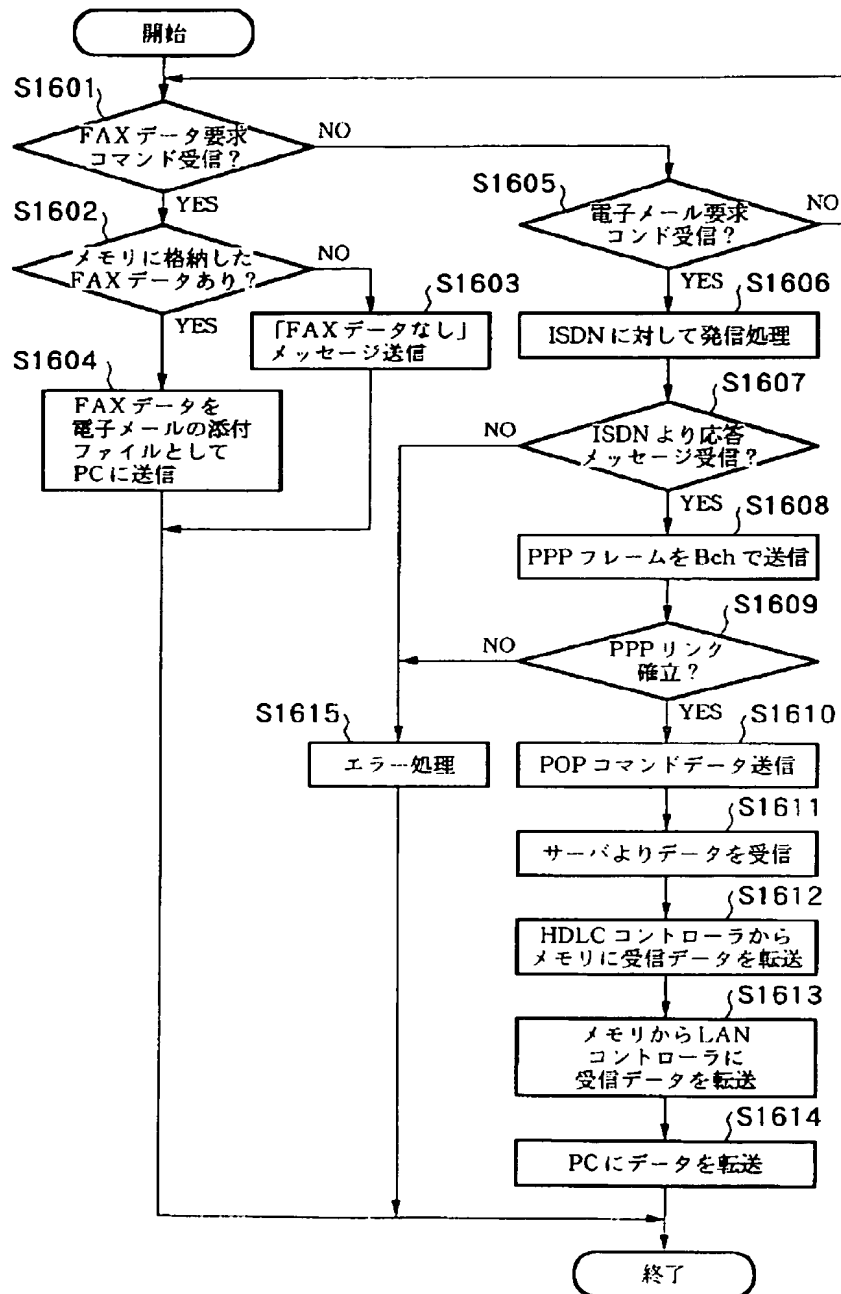 開始
S1601
FAXデータ要求
コマンド受信？
NO
YES
S1602
メモリに格納した
FAXデータあり？
NO
YES
S1603
「FAXデータなし」
メッセージ送信
S1604
FAXデータを
電子メールの添付
ファイルとして
PCに送信
S1605
電子メール要求
コンド受信？
NO
YES
S1606
ISDNに対して発信処理
S1607
ISDNより応答
メッセージ受信？
NO
YES
S1608
PPPフレームをBchで送信
S1609
PPPリンク
確立？
NO
YES
S1615
エラー処理
S1610
POPコマンドデータ送信
S1611
サーバよりデータを受信
S1612
HDLCコントローラから
メモリに受信データを転送
S1613
メモリからLAN
コントローラに
受信データを転送
S1614
PCにデータを転送
終了